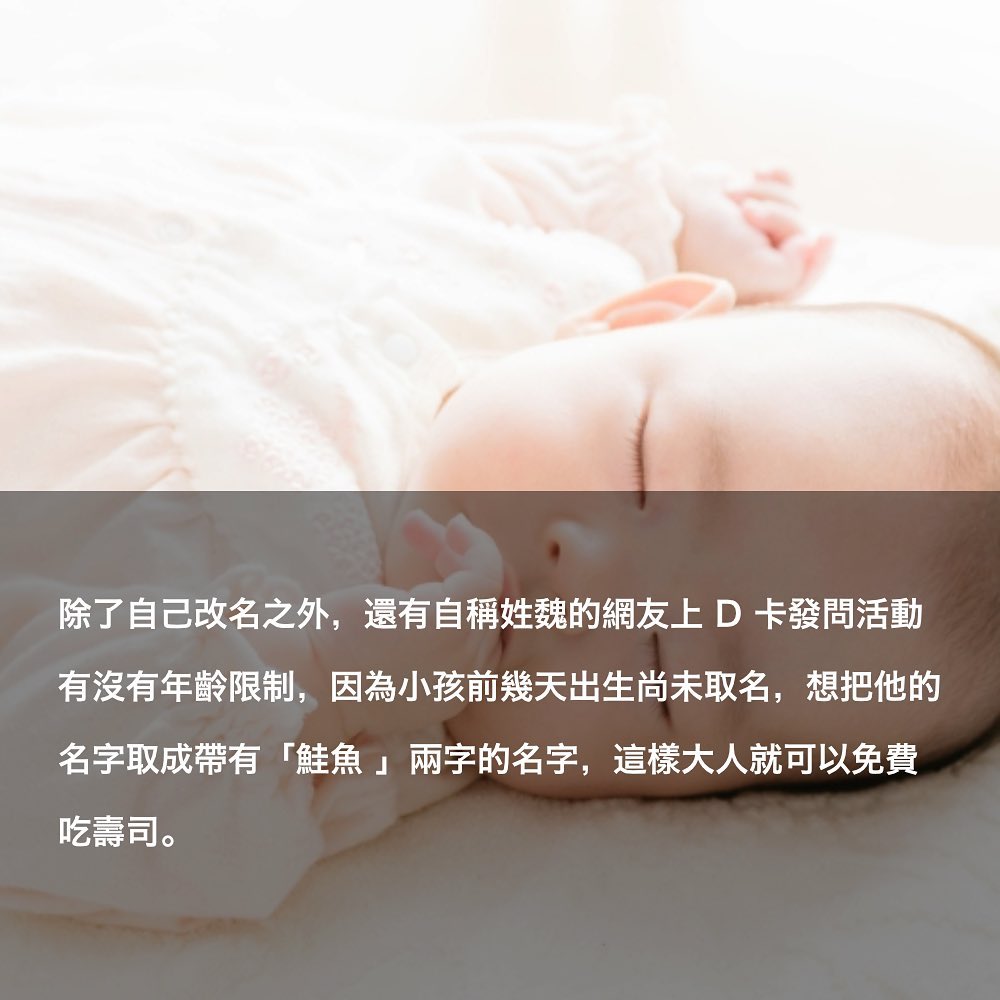 除了自己改名之外，還有自稱姓魏的網友上 D 卡發問活動
有沒有年齡限制，因為小孩前幾天出生尚未取名，想把他的
名字取成帶有「鮭魚 」兩字的名字，這樣大人就可以免費
吃壽司。